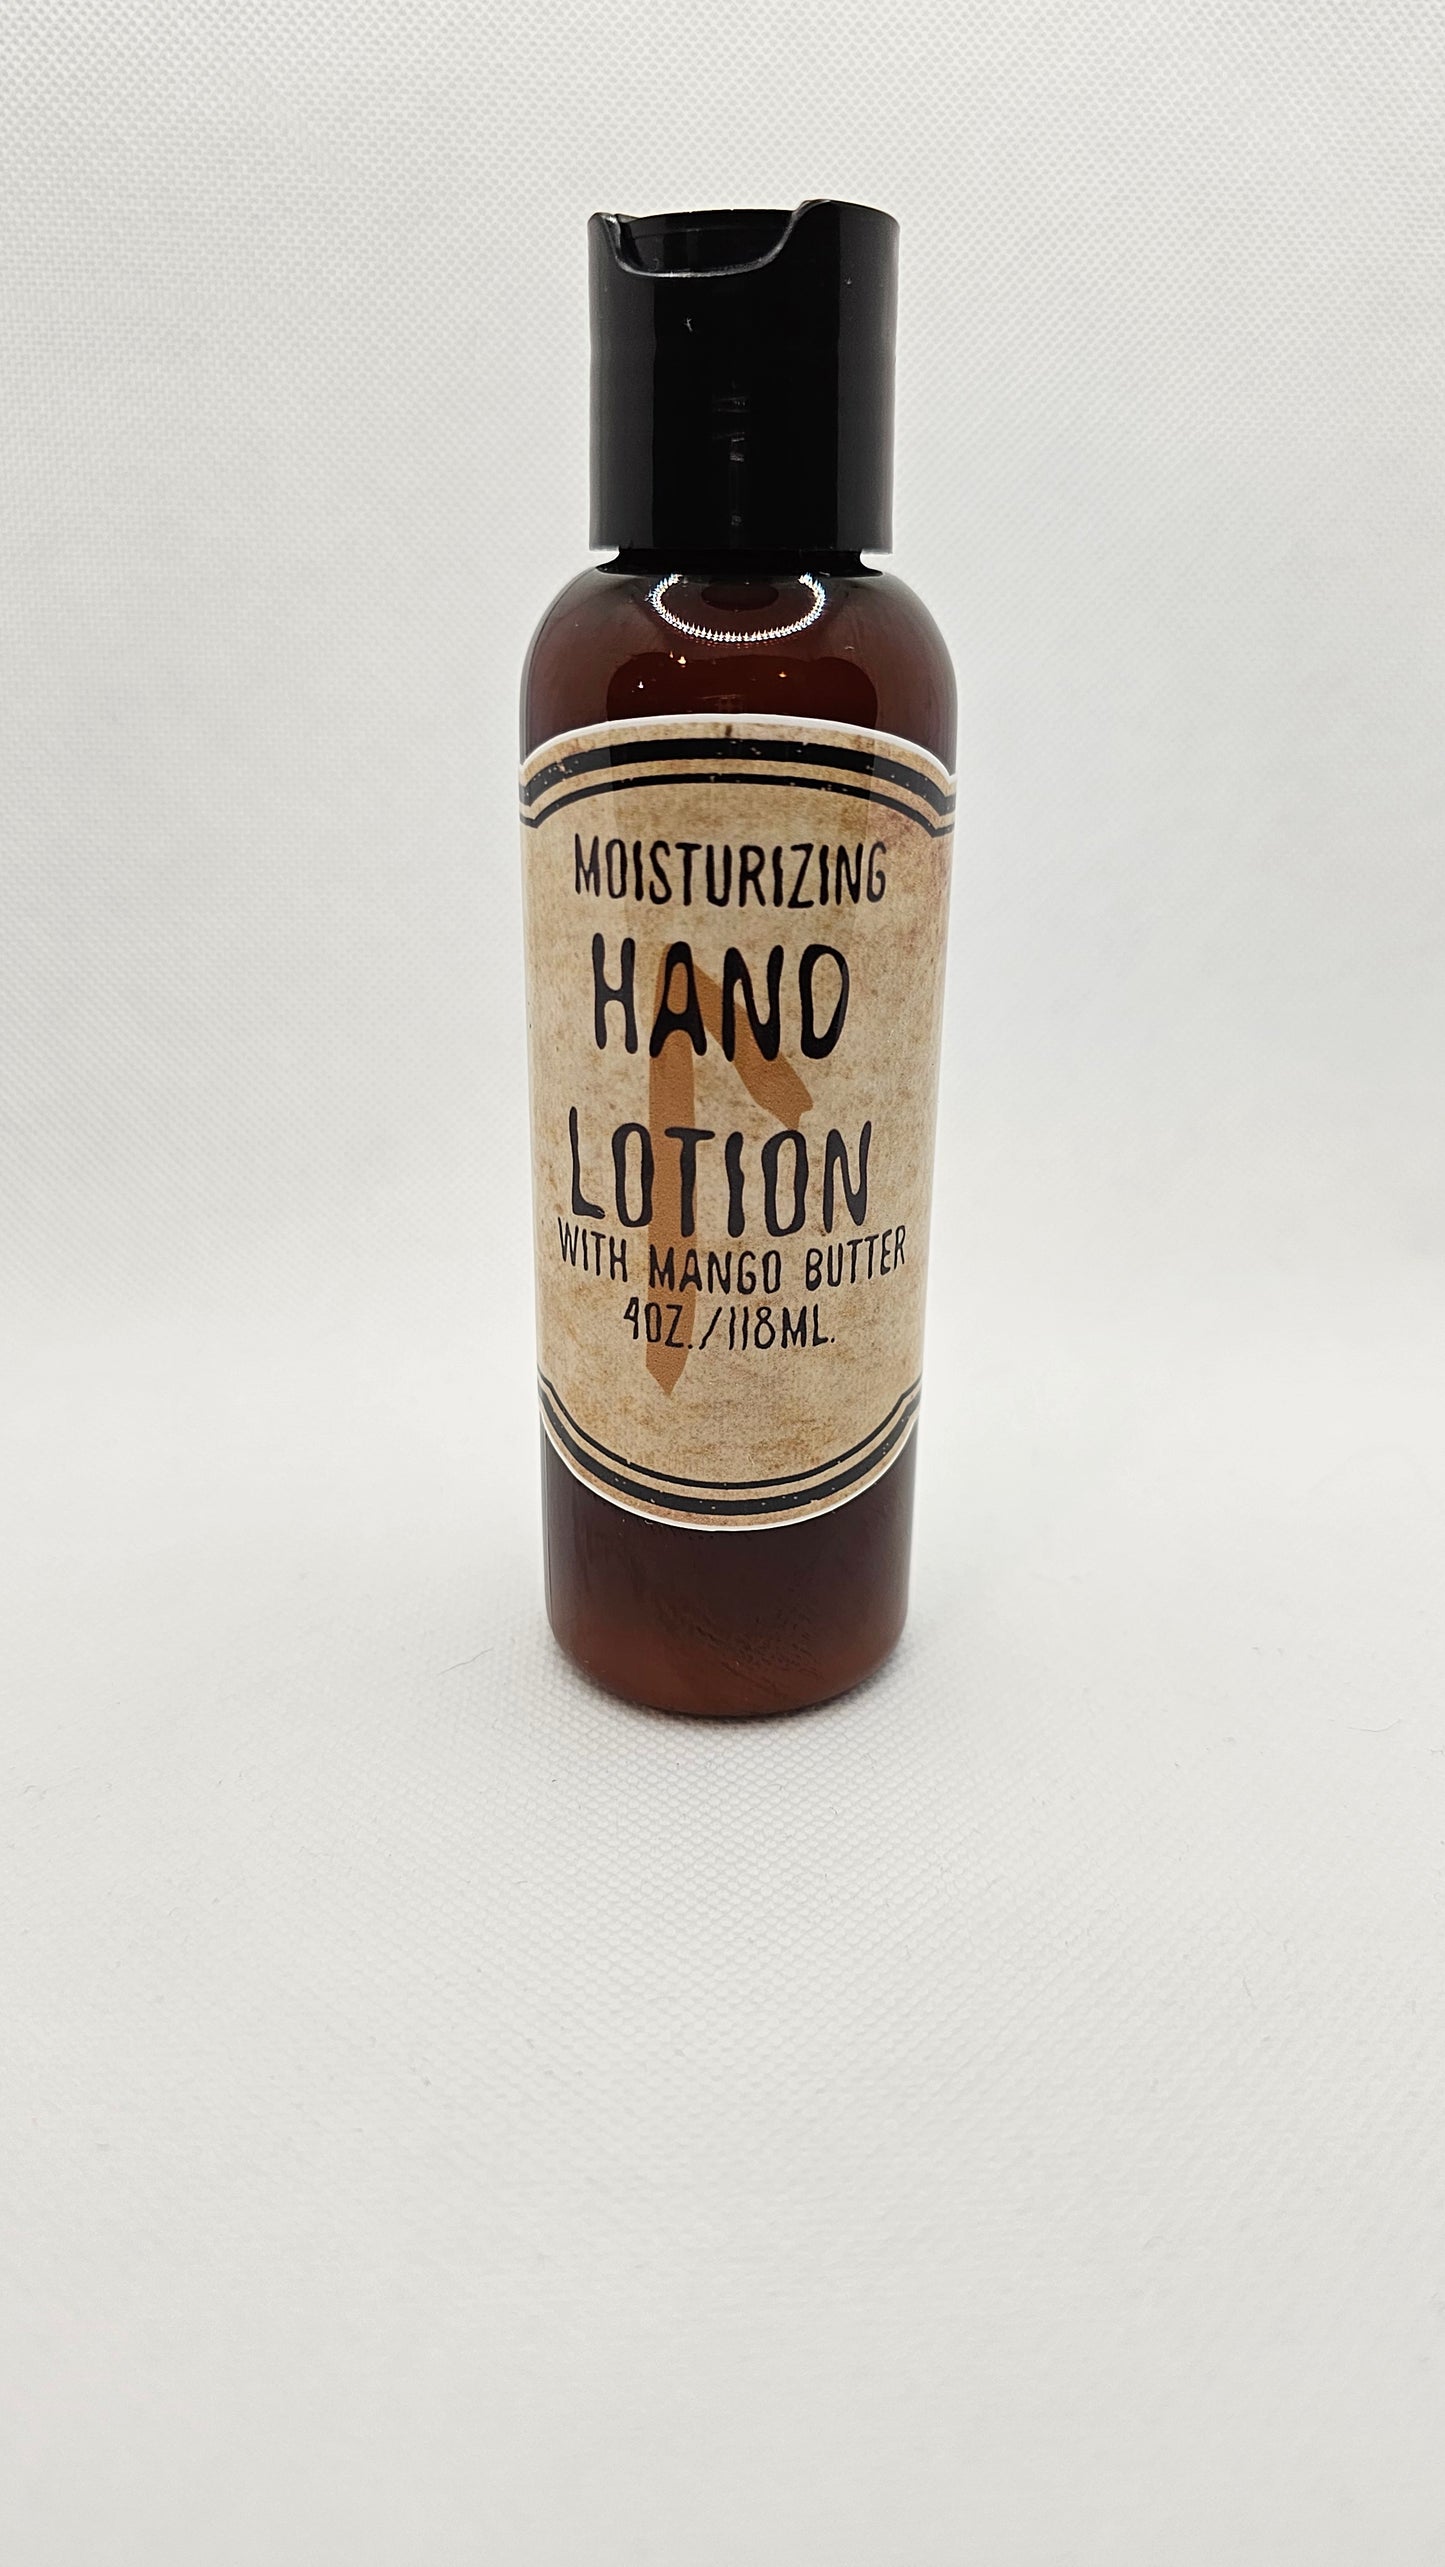 MOISTURIZING
HAND
LOTION
WITH MANGO BUTTER
4OZ./118ML.